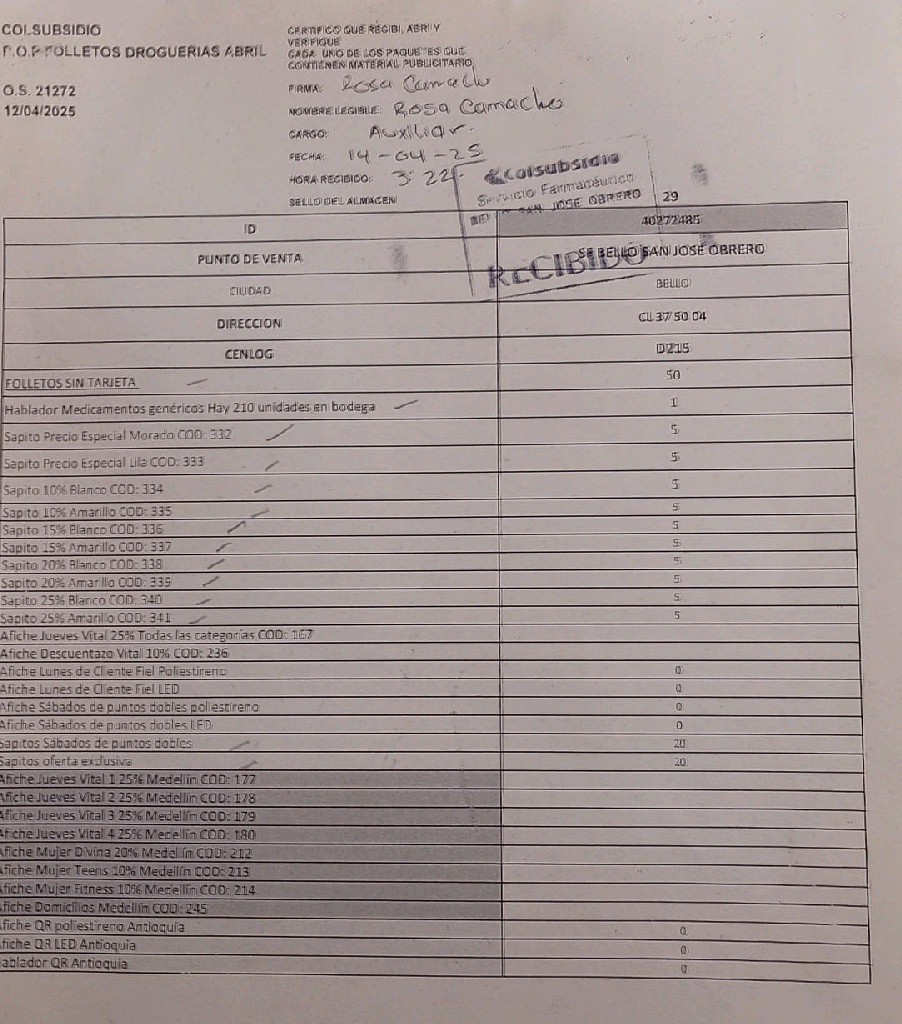 COLSUBSIDIO
P.O.P FOLLETOS DROGUERIAS ABRIL
O.S. 21272
12/04/2025
CERTIFICO QUE RECIBI, ABRI Y
VERIFIQUE
CADA UNO DE LOS PAQUETES QUE
CONTIENEN MATERIAL PUBLICITARIO
FIRMA: Rosa Camacho
NOMBRE LEGIBLE: Rosa Camacho
CARGO: Auxiliar.
FECHA: 14-04-25
HORA RECIBIDO: 3:22
SELLO DEL ALMACEN
Colsubsidio
Servicio Farmacéutico
SAN JOSE OBRERO
RECIBIDO
29
ID 40272485
PUNTO DE VENTA SF BELLO SAN JOSÉ OBRERO
CIUDAD BELLO
DIRECCION CL 37 50 04
CENLOG D215
FOLLETOS SIN TARJETA 50
Hablador Medicamentos genéricos Hay 210 unidades en bodega 1
Sapito Precio Especial Morado COD: 332 5
Sapito Precio Especial Lila COD: 333 5
Sapito 10% Blanco COD: 334 5
Sapito 10% Amarillo COD: 335 5
Sapito 15% Blanco COD: 336 5
Sapito 15% Amarillo COD: 337 5
Sapito 20% Blanco COD: 338 5
Sapito 20% Amarillo COD: 339 5
Sapito 25% Blanco COD: 340 5
Sapito 25% Amarillo COD: 341 5
Afiche Jueves Vital 25% Todas las categorías COD: 167
Afiche Descuentazo Vital 10% COD: 236
Afiche Lunes de Cliente Fiel Poliestireno 0
Afiche Lunes de Cliente Fiel LED 0
Afiche Sábados de puntos dobles poliestireno 0
Afiche Sábados de puntos dobles LED 0
Sapitos Sábados de puntos dobles 20
Sapitos oferta exclusiva 20
Afiche Jueves Vital 1 25% Medellín COD: 177
Afiche Jueves Vital 2 25% Medellín COD: 178
Afiche Jueves Vital 3 25% Medellín COD: 179
Afiche Jueves Vital 4 25% Medellín COD: 180
Afiche Mujer Divina 20% Medellín COD: 212
Afiche Mujer Teens 10% Medellín COD: 213
Afiche Mujer Fitness 10% Medellín COD: 214
Afiche Domicilios Medellín COD: 245
Afiche QR poliestireno Antioquia 0
Afiche QR LED Antioquia 0
ablador QR Antioquia 0